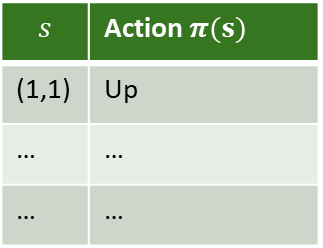 s Action π(s)
(1,1) Up
... ...
... ...